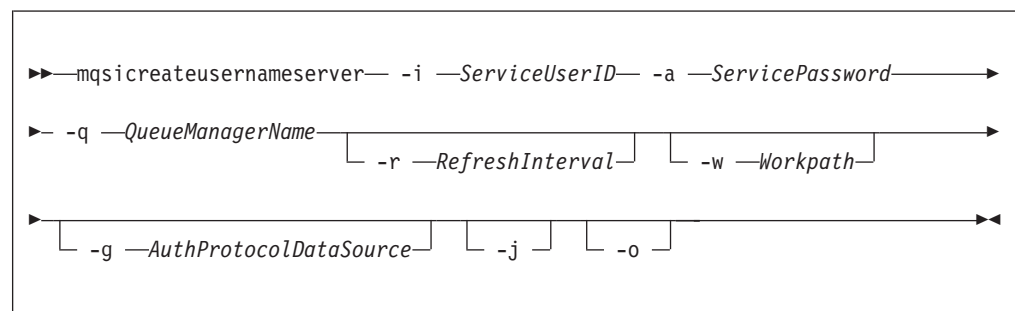 mqsicreateusernameserver -i ServiceUserID -a ServicePassword
-q QueueManagerName
-r RefreshInterval -w Workpath
-g AuthProtocolDataSource -j -o